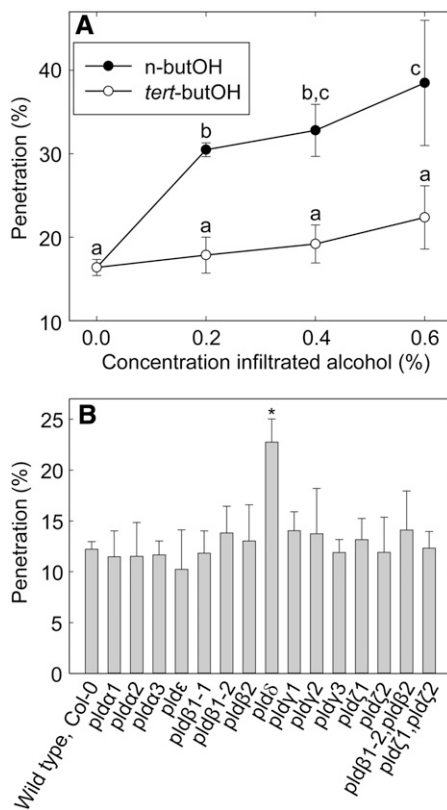 A
n-butOH
tert-butOH
Penetration (%)
40
30
20
10
a
b
b,c
c
a
a
a
0.0
0.2
0.4
0.6
Concentration infiltrated alcohol (%)
B
Penetration (%)
25
20
15
10
5
0
*
Wild type, Col-0
pldα1
pldα2
pldα3
pldε
pldβ1-1
pldβ1-2
pldβ2
pldδ
pldγ1
pldγ2
pldγ3
pldζ1
pldζ2
pldβ1-2,pldβ2
pldζ1,pldζ2